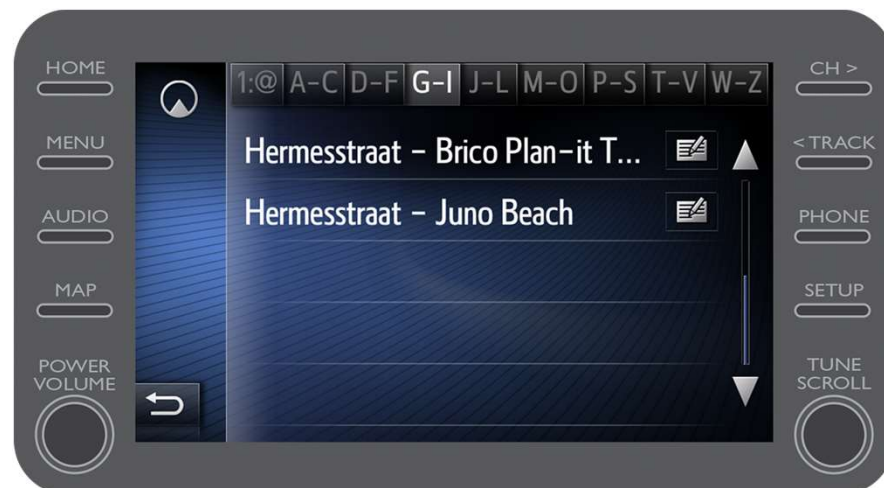 HOME
MENU
AUDIO
MAP
POWER
VOLUME
1:@ A-C D-F G-I J-L M-O P-S T-V W-Z
Hermesstraat - Brico Plan-it T...
Hermesstraat - Juno Beach
CH >
< TRACK
PHONE
SETUP
TUNE
SCROLL